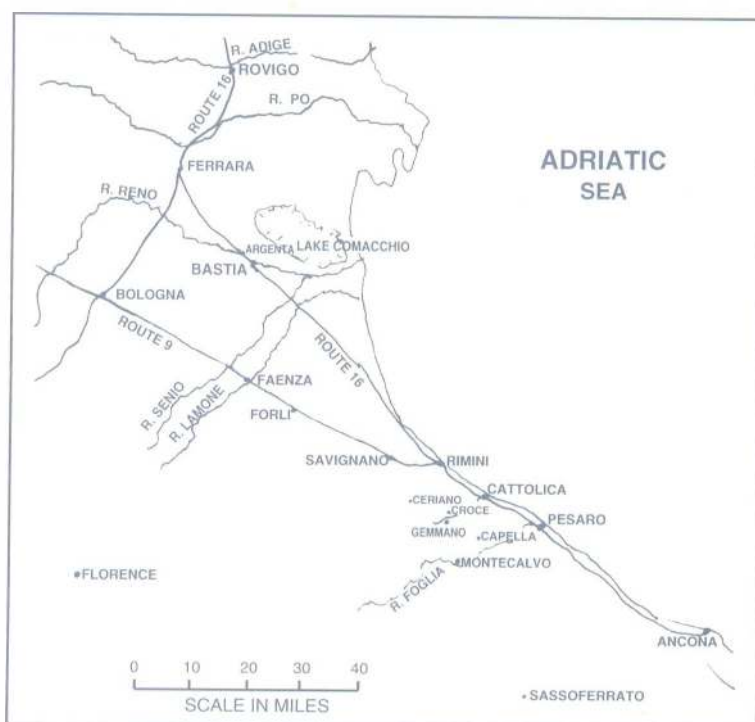 R. ADIGE
ROVIGO
ROUTE 16
R. PO
FERRARA
ADRIATIC
SEA
R. RENO
ARGENTA
LAKE COMACCHIO
BASTIA
BOLOGNA
ROUTE 9
ROUTE 16
R. SENIO
FAENZA
R. LAMONE
FORLI
SAVIGNANO
RIMINI
CATTOLICA
CERIANO
CROCE
PESARO
GEMMANO
CAPELLA
MONTECALVO
FLORENCE
R. FOGLIA
ANCONA
0 10 20 30 40
SCALE IN MILES
SASSOFERRATO